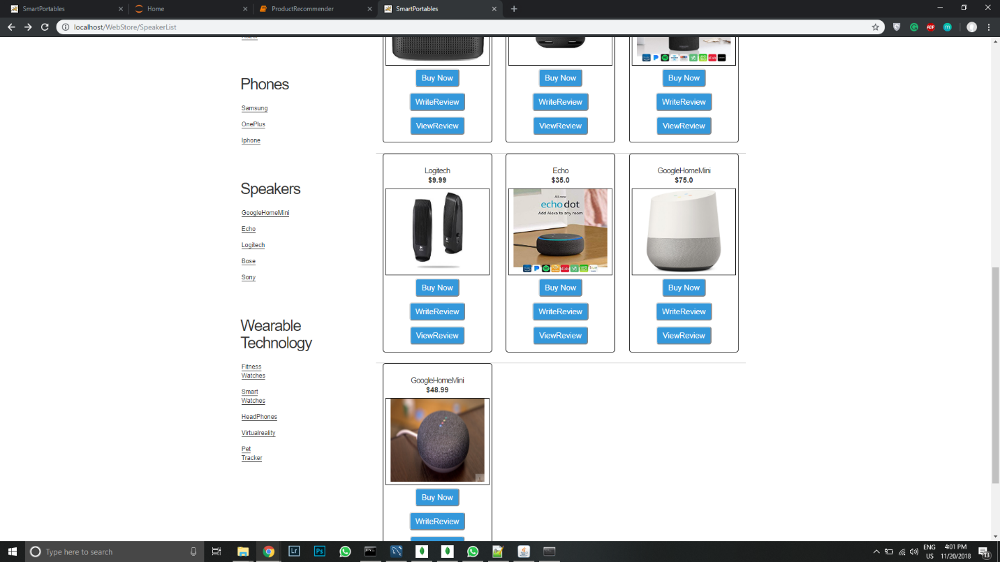 SmartPortables
Home
ProductRecommender
SmartPortables
localhost/WebStore/SpeakerList
ABP
m
Phones
Samsung
OnePlus
Iphone
Speakers
GoogleHomeMini
Echo
Logitech
Bose
Sony
Wearable
Technology
Fitness
Watches
Smart
Watches
HeadPhones
Virtualreality
Pet
Tracker
Buy Now
WriteReview
ViewReview
Buy Now
WriteReview
ViewReview
Buy Now
WriteReview
ViewReview
Logitech
$9.99
Buy Now
WriteReview
ViewReview
Echo
$35.0
All-new
echo dot
Add Alexa to any room
Buy Now
WriteReview
ViewReview
GoogleHomeMini
$75.0
Buy Now
WriteReview
ViewReview
GoogleHomeMini
$48.99
Buy Now
WriteReview
Type here to search
Lr
Ps
ENG
US
4:01 PM
11/20/2018
13